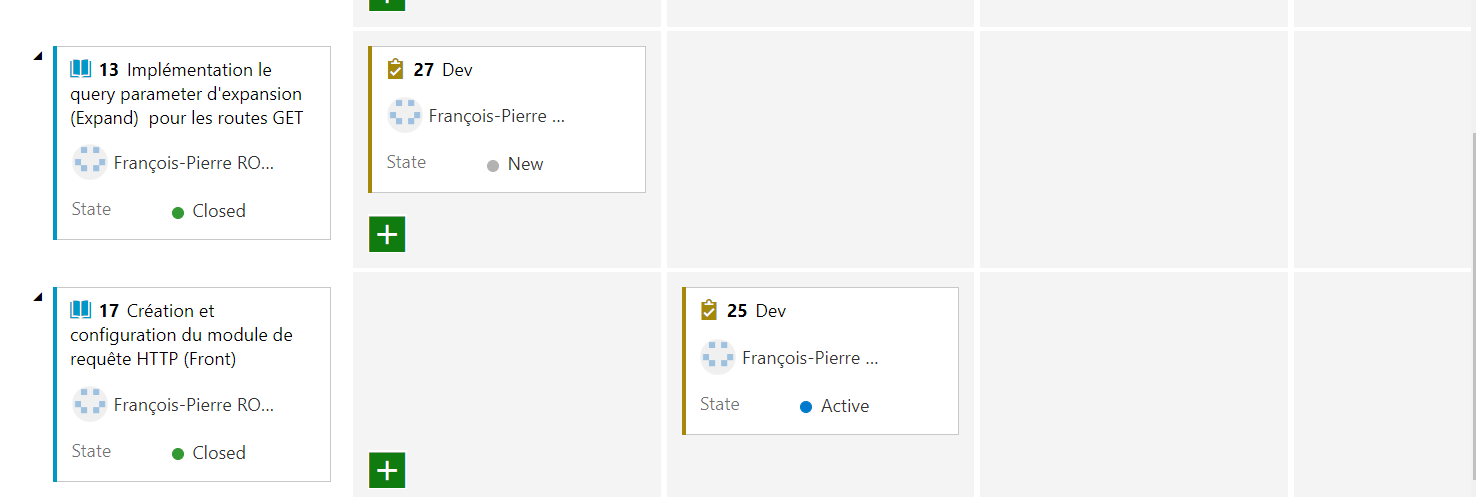 13 Implémentation le
query parameter d'expansion
(Expand)  pour les routes GET
François-Pierre RO...
State Closed
27 Dev
François-Pierre ...
State New
17 Création et
configuration du module de
requête HTTP (Front)
François-Pierre RO...
State Closed
25 Dev
François-Pierre ...
State Active